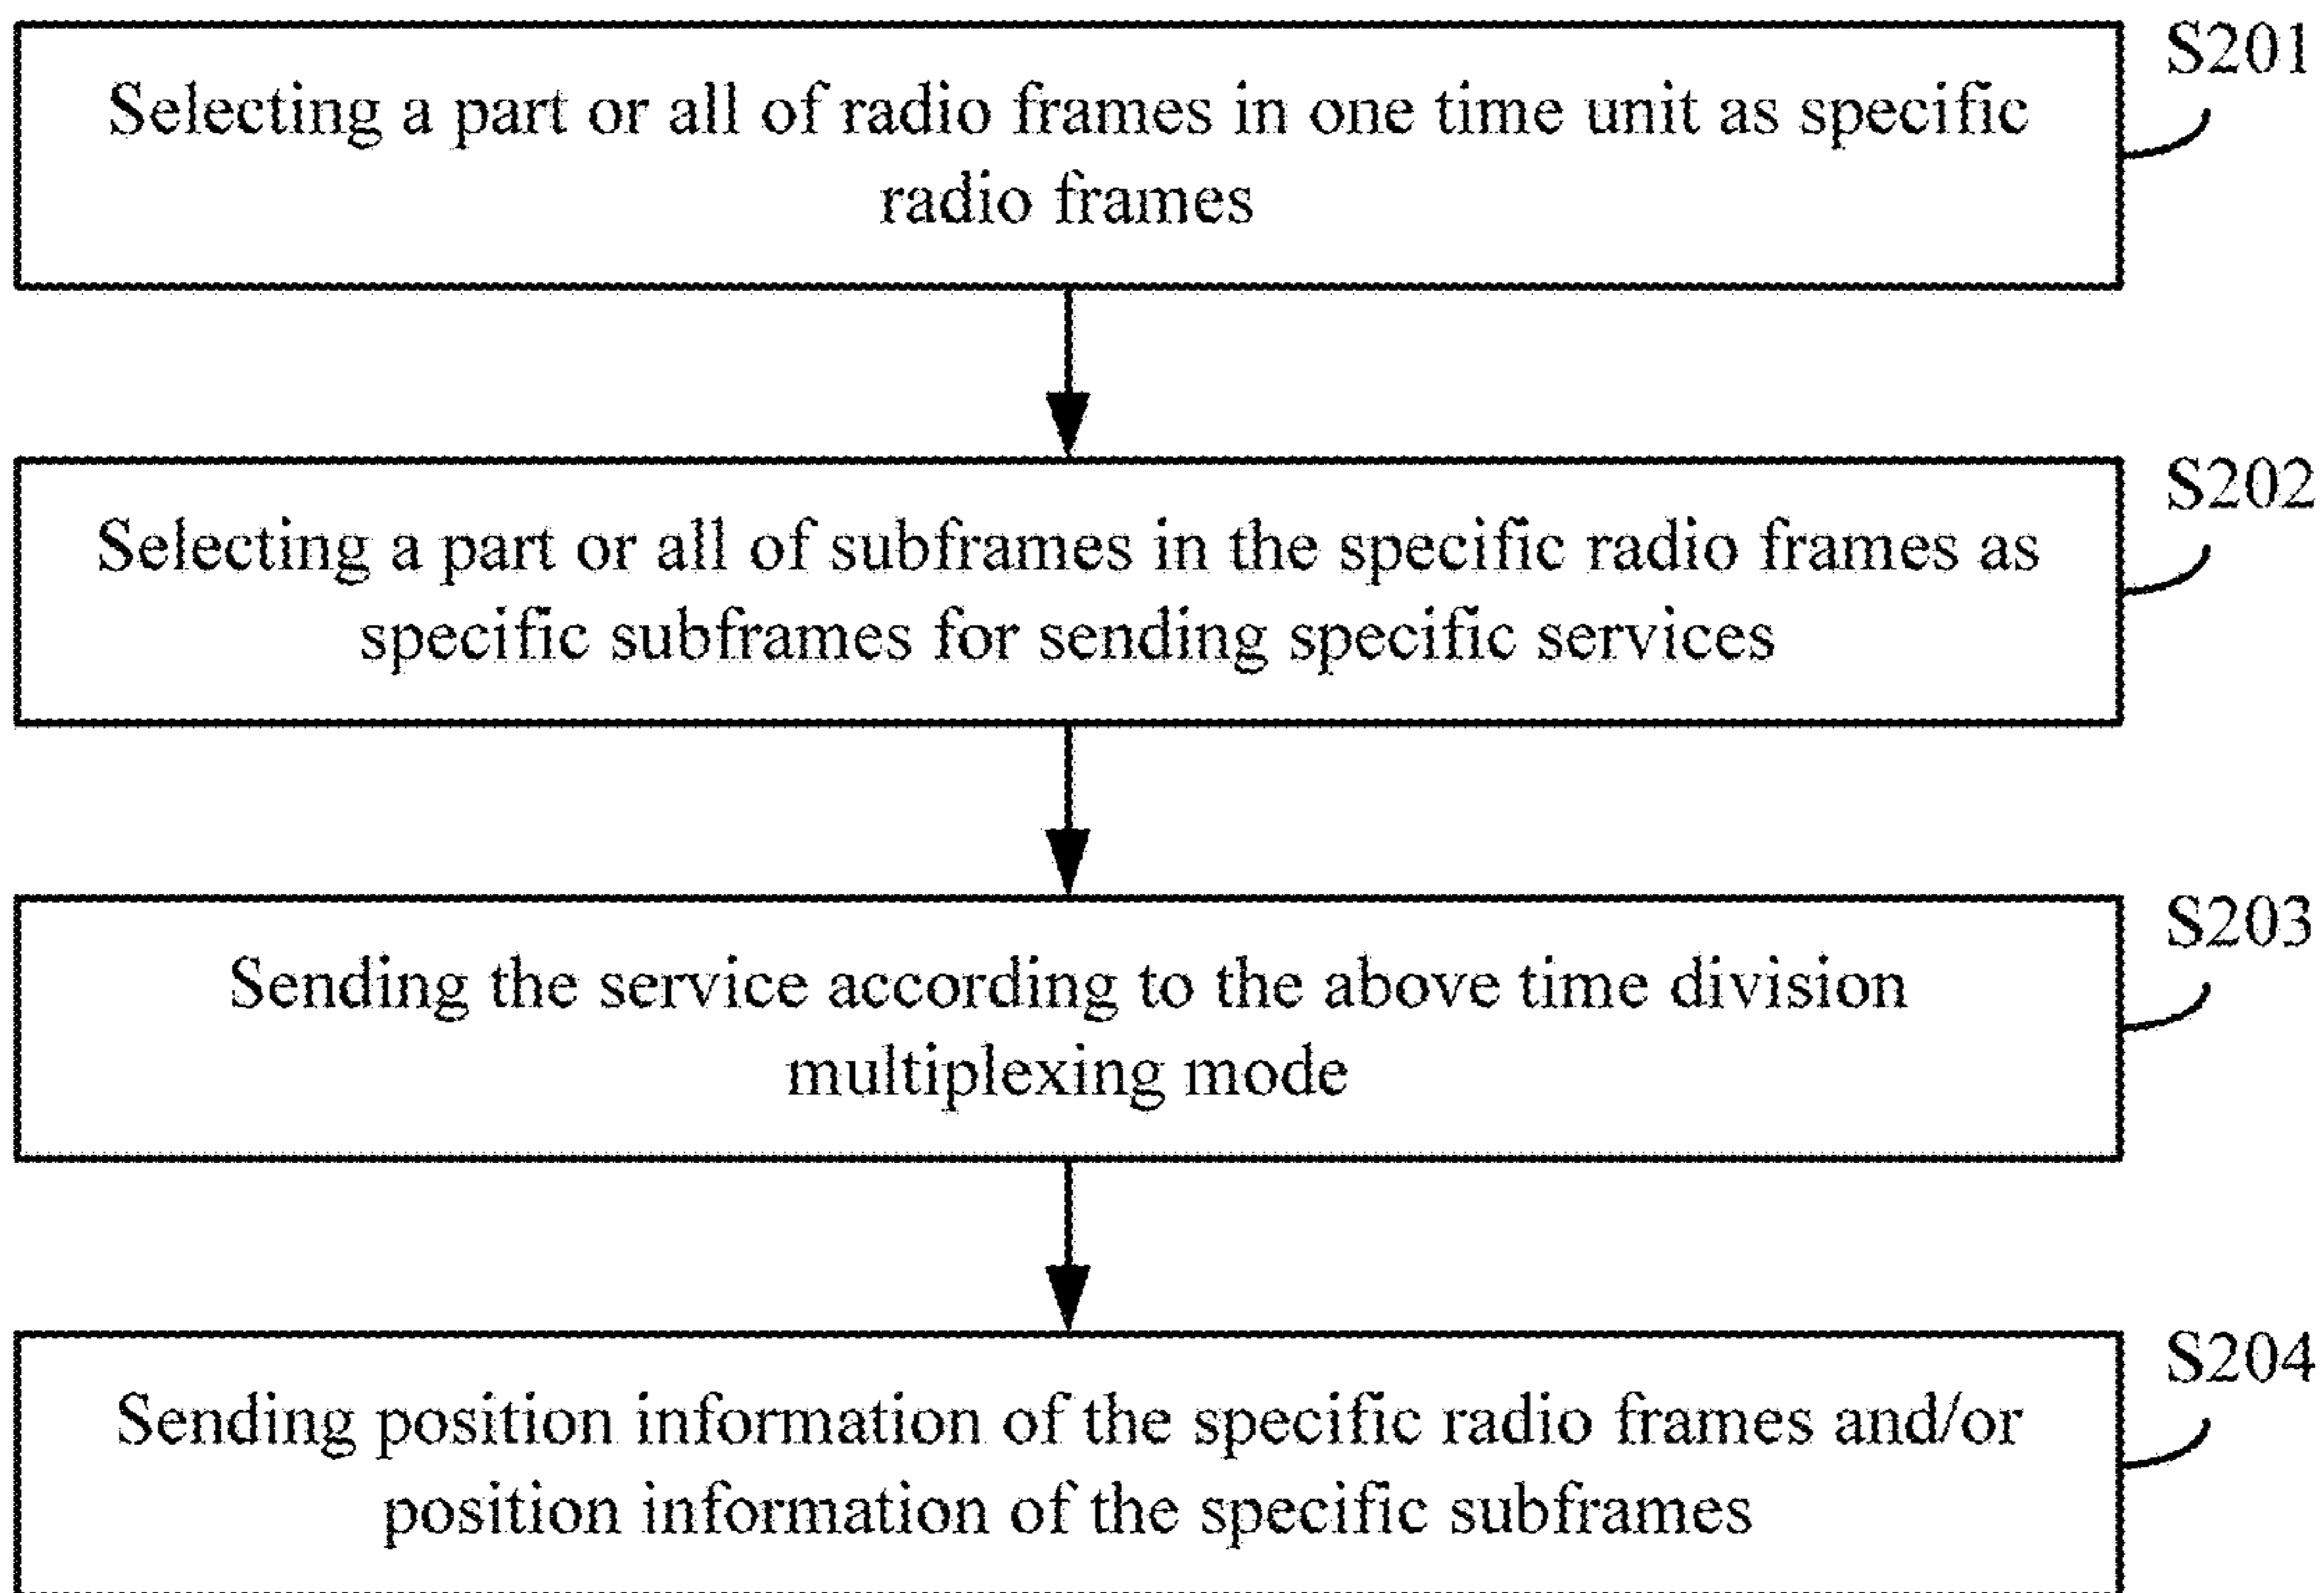 S201
Selecting a part or all of radio frames in one time unit as specific
radio frames
S202
Selecting a part or all of subframes in the specific radio frames as
specific subframes for sending specific services
S203
Sending the service according to the above time division
multiplexing mode
S204
Sending position information of the specific radio frames and/or
position information of the specific subframes